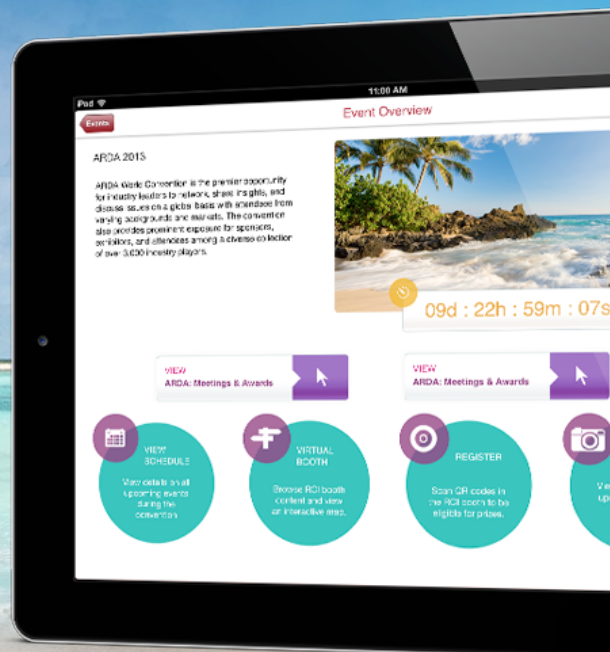 iPad
11:00 AM
Events
Event Overview
ARDA 2013
ARDA World Convention is the premier opportunity
for industry leaders to network, share insights, and
discuss issues on a global basis with attendees from
varying backgrounds and markets. The convention
also provides prominent exposure for sponsors,
exhibitors, and attendees among a diverse collection
of over 3,000 industry players.
09d : 22h : 59m : 07s
VIEW
ARDA: Meetings & Awards
VIEW
ARDA: Meetings & Awards
VIEW
SCHEDULE
View details on all
upcoming events
during the
convention
VIRTUAL
BOOTH
Browse RCI booth
content and view
an interactive map.
REGISTER
Scan QR codes in
the RCI booth to be
eligible for prizes.